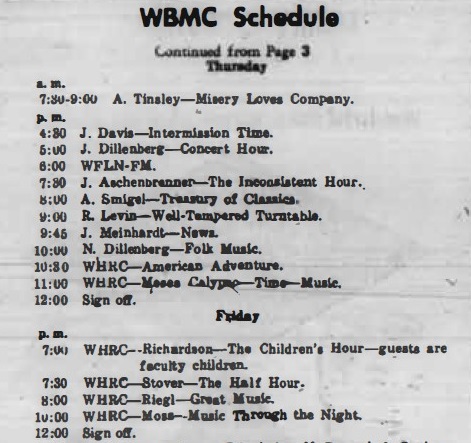 WBMC Schedule
Continued from Page 3
Thursday
a. m.
7:30-9:00 A. Tinsley—Misery Loves Company.
p. m.
4:30 J. Davis—Intermission Time.
5:00 J. Dillenberg—Concert Hour.
6:00 WFLN-FM.
7:30 J. Aschenbrenner—The Inconsistent Hour.
8:00 A. Smigel—Treasury of Classics.
9:00 R. Levin—Well-Tempered Turntable.
9:45 J. Meinhardt—News.
10:00 N. Dillenberg—Folk Music.
10:30 WHRC—American Adventure.
11:00 WHRC—Moses Calypso—Time—Music.
12:00 Sign off.
Friday
p. m.
7:00 WHRC--Richardson—The Children's Hour—guests are
faculty children.
7:30 WHRC—Stover—The Half Hour.
8:00 WHRC—Riegl—Great Music.
10:00 WHRC—Moss--Music Through the Night.
12:00 Sign off.